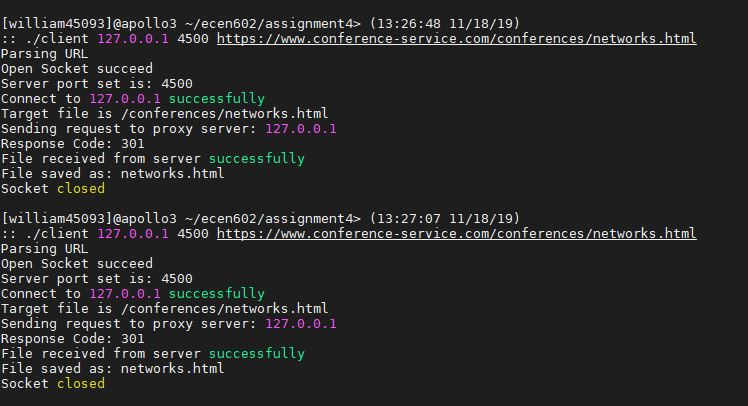 [william45093]@apollo3 ~/ecen602/assignment4> (13:26:48 11/18/19)
:: ./client 127.0.0.1 4500 https://www.conference-service.com/conferences/networks.html
Parsing URL
Open Socket succeed
Server port set is: 4500
Connect to 127.0.0.1 successfully
Target file is /conferences/networks.html
Sending request to proxy server: 127.0.0.1
Response Code: 301
File received from server successfully
File saved as: networks.html
Socket closed
[william45093]@apollo3 ~/ecen602/assignment4> (13:27:07 11/18/19)
:: ./client 127.0.0.1 4500 https://www.conference-service.com/conferences/networks.html
Parsing URL
Open Socket succeed
Server port set is: 4500
Connect to 127.0.0.1 successfully
Target file is /conferences/networks.html
Sending request to proxy server: 127.0.0.1
Response Code: 301
File received from server successfully
File saved as: networks.html
Socket closed